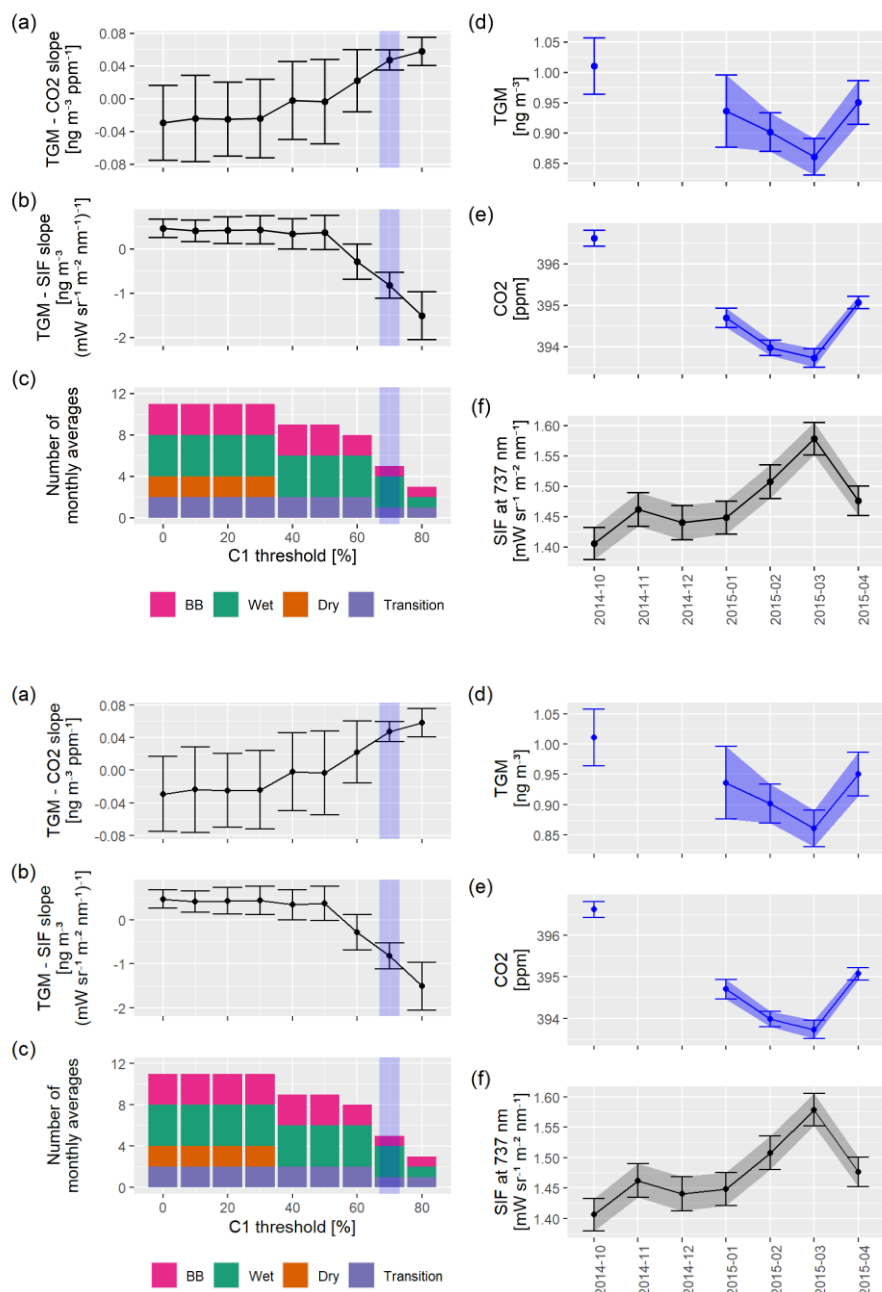 (a)
TGM - CO2 slope
[ng m⁻³ ppm⁻¹]
0.08
0.04
0.00
-0.04
-0.08
(b)
TGM - SIF slope
[ng m⁻³
(mW sr⁻¹ m⁻² nm⁻¹)⁻¹]
0
-1
-2
(c)
Number of
monthly averages
12
8
4
0
0 20 40 60 80
C1 threshold [%]
BB Wet Dry Transition
(d)
TGM
[ng m⁻³]
1.05
1.00
0.95
0.90
0.85
(e)
CO2
[ppm]
396
395
394
(f)
SIF at 737 nm
[mW sr⁻¹ m⁻² nm⁻¹]
1.60
1.55
1.50
1.45
1.40
2014-10
2014-11
2014-12
2015-01
2015-02
2015-03
2015-04
(a)
TGM - CO2 slope
[ng m⁻³ ppm⁻¹]
0.08
0.04
0.00
-0.04
-0.08
(b)
TGM - SIF slope
[ng m⁻³
(mW sr⁻¹ m⁻² nm⁻¹)⁻¹]
0
-1
-2
(c)
Number of
monthly averages
12
8
4
0
0 20 40 60 80
C1 threshold [%]
BB Wet Dry Transition
(d)
TGM
[ng m⁻³]
1.05
1.00
0.95
0.90
0.85
(e)
CO2
[ppm]
396
395
394
(f)
SIF at 737 nm
[mW sr⁻¹ m⁻² nm⁻¹]
1.60
1.55
1.50
1.45
1.40
2014-10
2014-11
2014-12
2015-01
2015-02
2015-03
2015-04